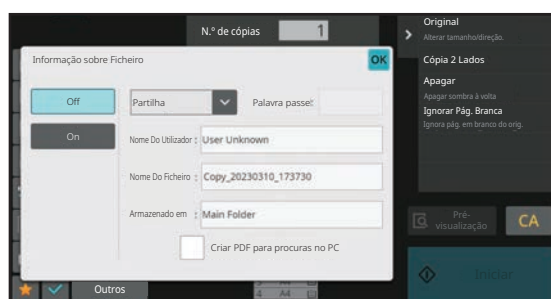 N.º de cópias 1
Informação sobre Ficheiro
OK
Off
On
Partilha
Palavra passe:
Nome Do Utilizador : User Unknown
Nome Do Ficheiro : Copy_20230310_173730
Armazenado em : Main Folder
Criar PDF para procuras no PC
Outros
4 A4
Original
Alterar tamanho/direção.
Cópia 2 Lados
Apagar
Apagar sombra à volta
Ignorar Pág. Branca
Ignora pág. em branco do orig.
Pré-
visualização
CA
Iniciar